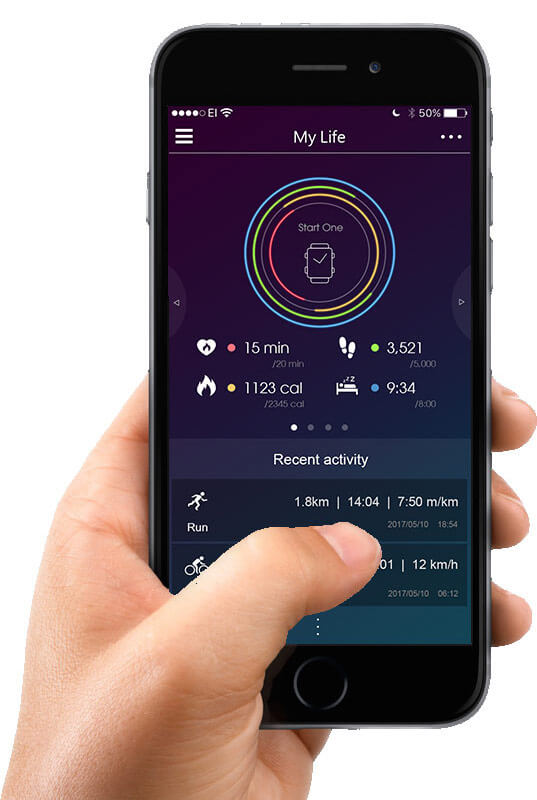 EI 50%
My Life
Start One
15 min 3,521
/20 min /5,000
1123 cal zZ 9:34
/2345 cal /8:00
Recent activity
1.8km | 14:04 | 7:50 m/km
Run 2017/05/10 18:54
01 | 12 km/h
2017/05/10 06:12